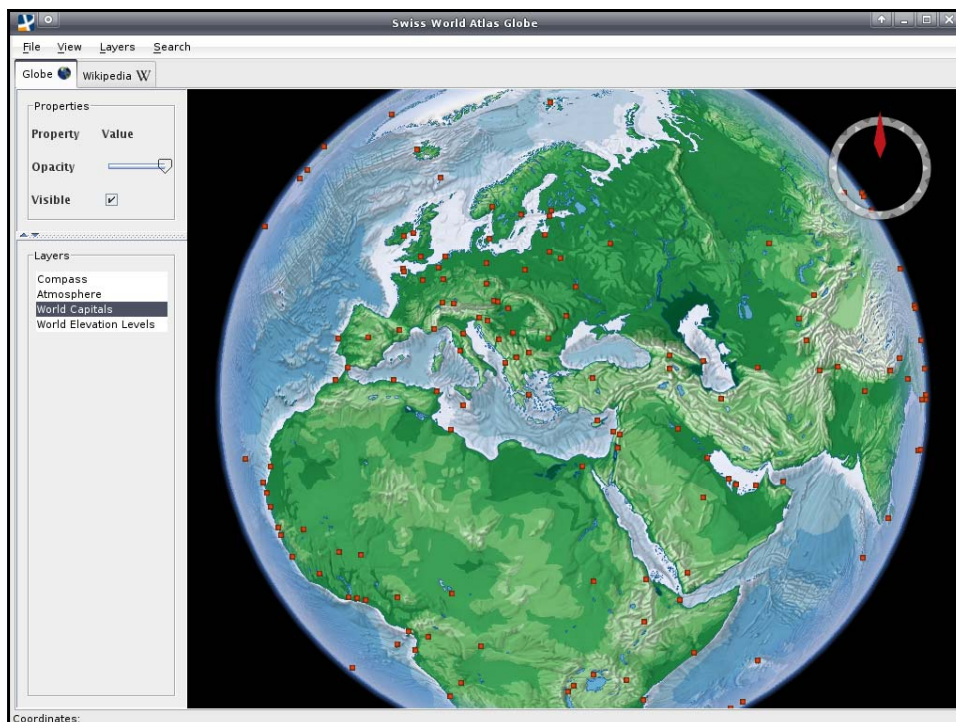 Swiss World Atlas Globe
File View Layers Search
Globe Wikipedia W
Properties
Property Value
Opacity
Visible
Layers
Compass
Atmosphere
World Capitals
World Elevation Levels
Coordinates: